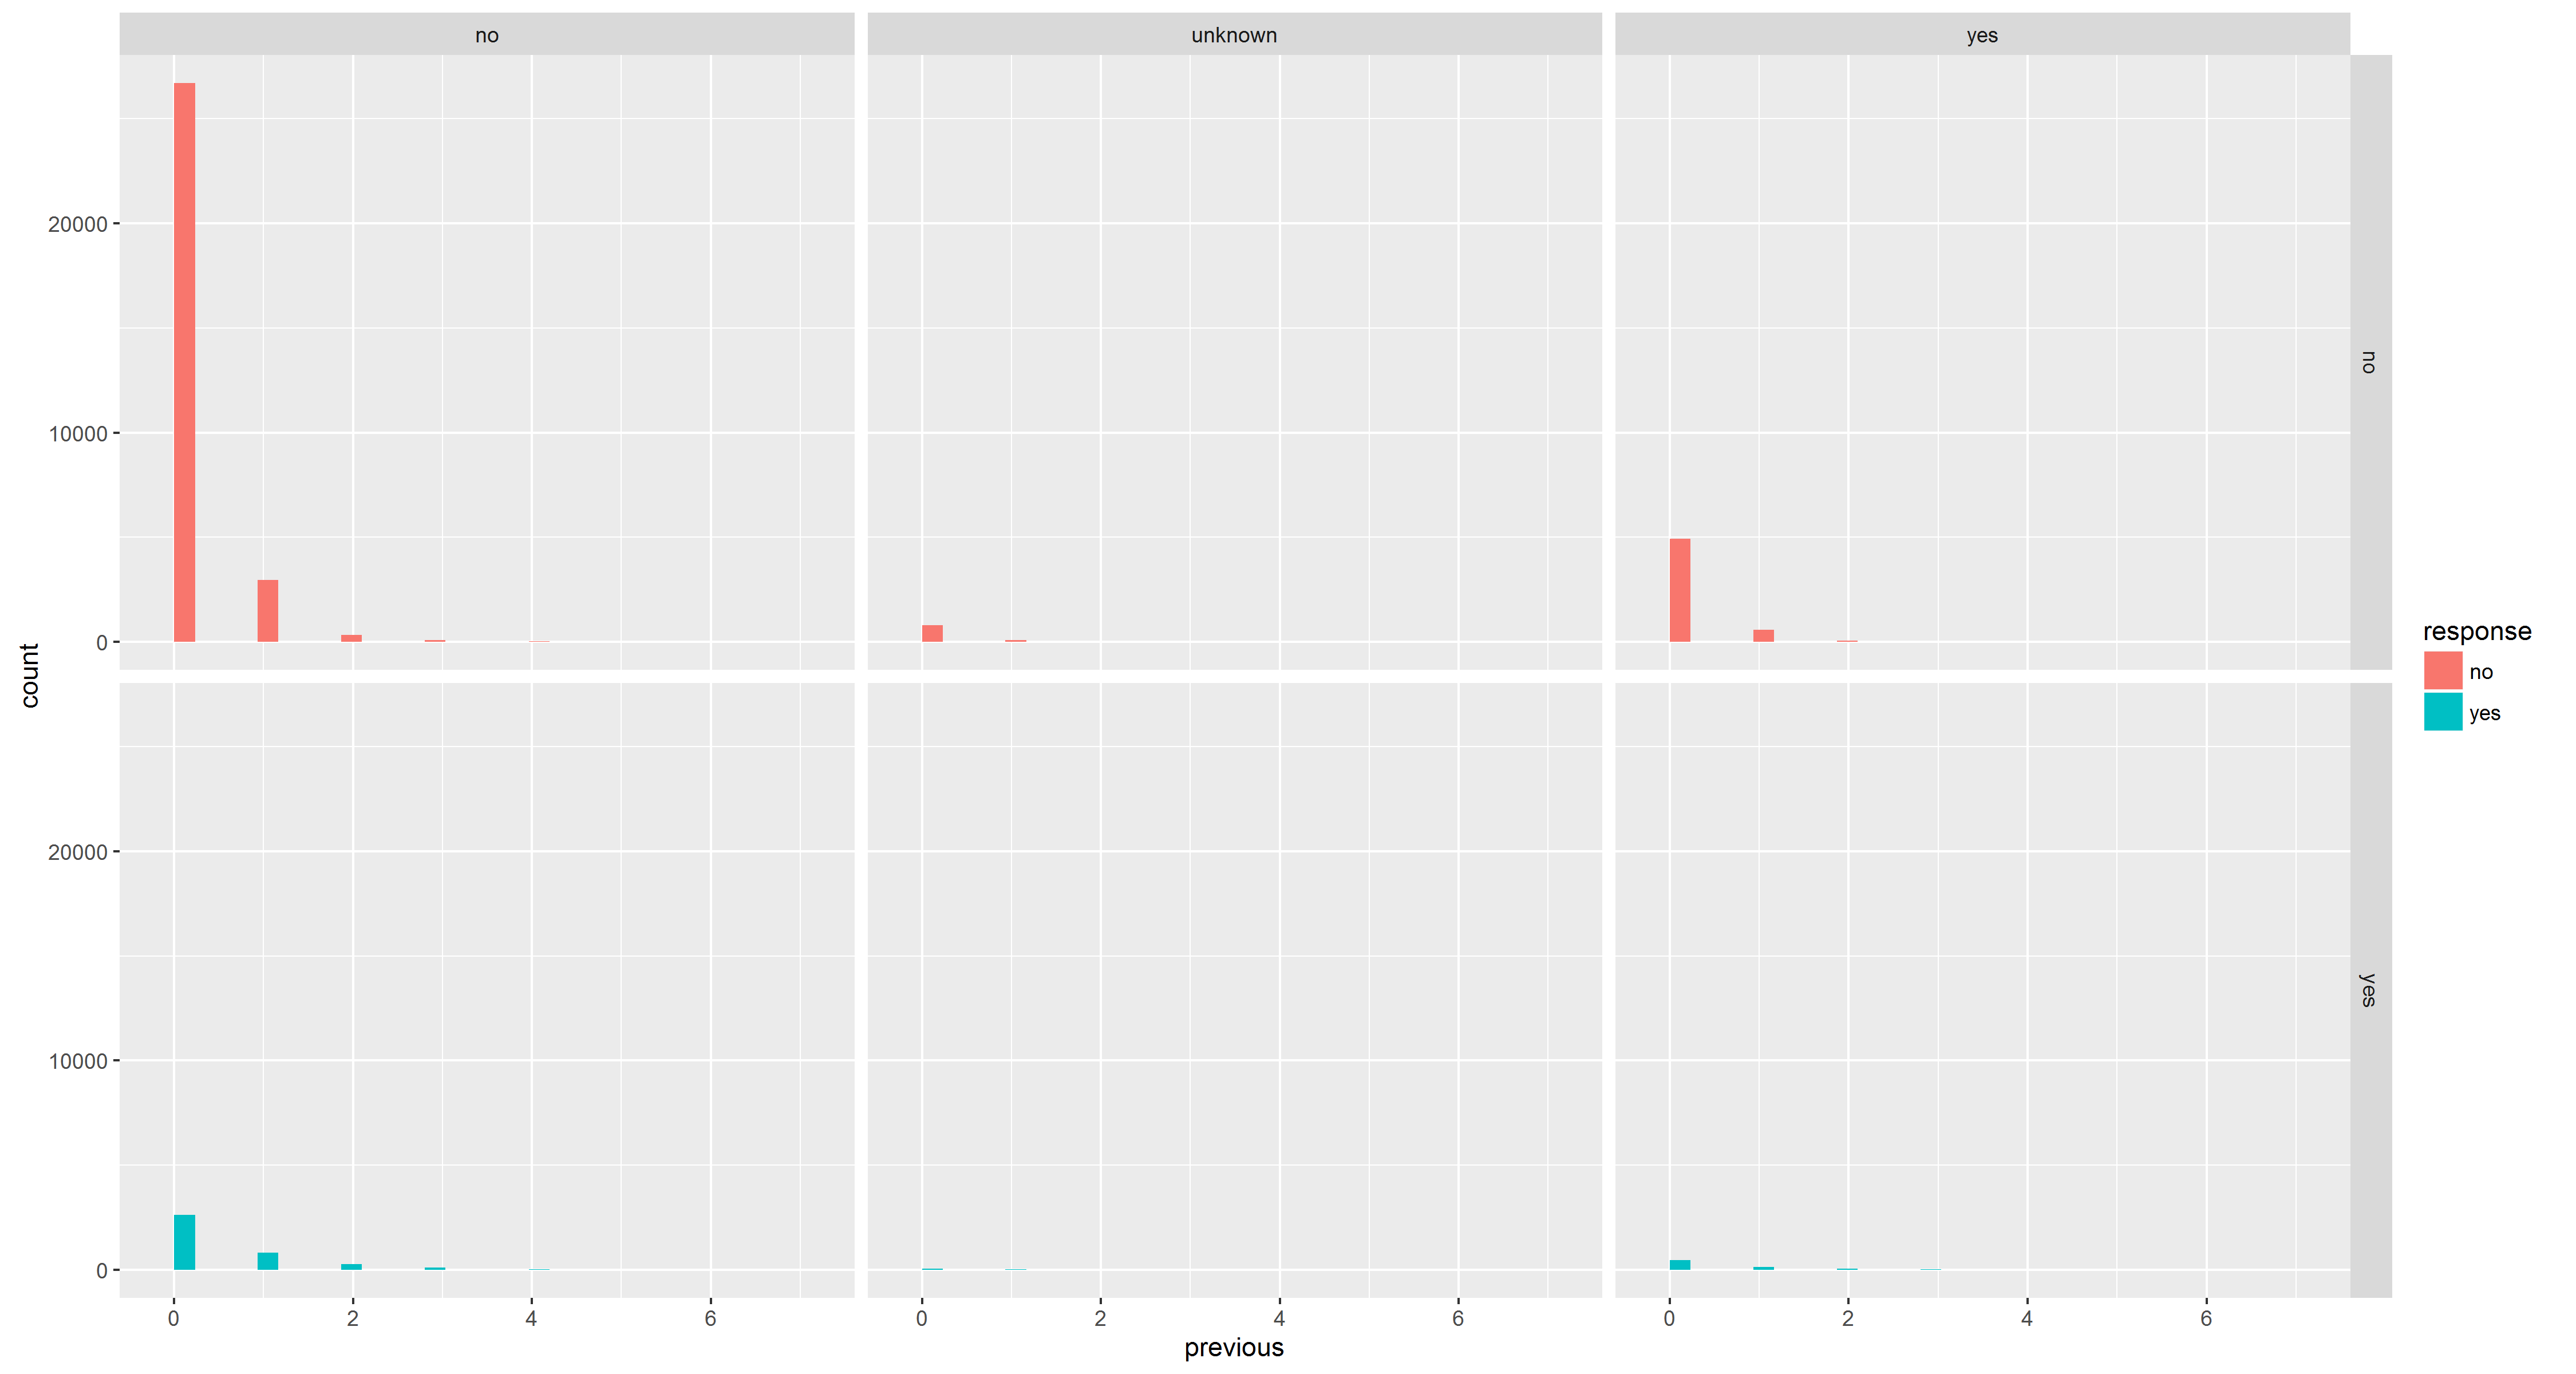 no unknown yes
20000
10000
0
no
20000
10000
0
yes
count
0 2 4 6 0 2 4 6 0 2 4 6
previous
response
no
yes